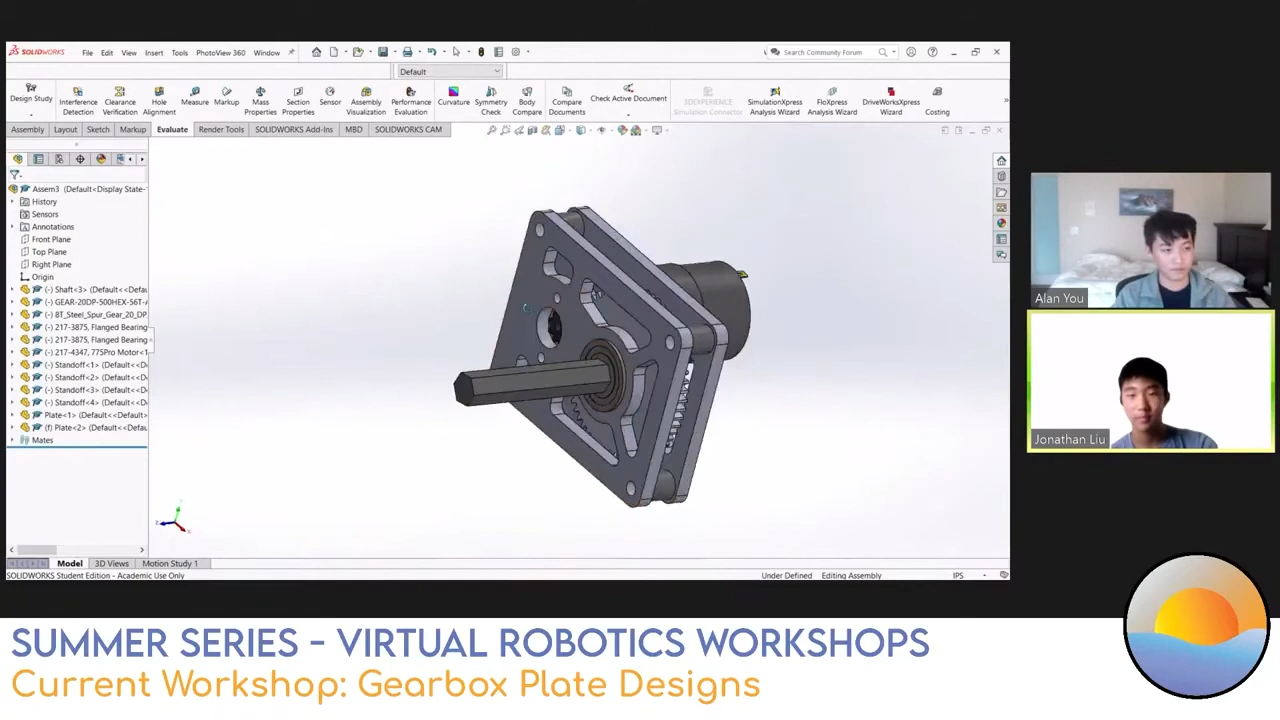 SOLIDWORKS File Edit View Insert Tools PhotoView 360 Window Search Community Forum
Default
Design Study
Interference Detection
Clearance Verification
Hole Alignment
Measure
Markup
Mass Properties
Section Properties
Sensor
Assembly Visualization
Performance Evaluation
Curvature
Symmetry Check
Body Compare
Compare Documents
Check Active Document
3DEXPERIENCE Simulation Connector
SimulationXpress Analysis Wizard
FloXpress Analysis Wizard
DriveWorksXpress Wizard
Costing
Assembly Layout Sketch Markup Evaluate Render Tools SOLIDWORKS Add-Ins MBD SOLIDWORKS CAM
Assem3 (Default<Display State-
History
Sensors
Annotations
Front Plane
Top Plane
Right Plane
Origin
(-) Shaft<3> (Default<<Defau
(-) GEAR-20DP-500HEX-56T-
(-) 8T_Steel_Spur_Gear_20_DP
(-) 217-3875, Flanged Bearing
(-) 217-3875, Flanged Bearing
(-) 217-4347, 775Pro Motor<1
(-) Standoff<1> (Default<<De
(-) Standoff<2> (Default<<De
(-) Standoff<3> (Default<<De
(-) Standoff<4> (Default<<De
Plate<1> (Default<<Default>
(f) Plate<2> (Default<<Defau
Mates
Model 3D Views Motion Study 1
SOLIDWORKS Student Edition - Academic Use Only Under Defined Editing Assembly IPS
Alan You
Jonathan Liu
SUMMER SERIES - VIRTUAL ROBOTICS WORKSHOPS
Current Workshop: Gearbox Plate Designs